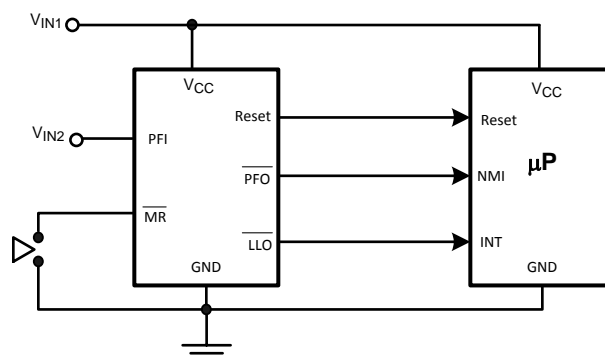 VIN1
VCC
Reset
VIN2
PFI
PFO
MR
LLO
GND
VCC
Reset
μP
NMI
INT
GND